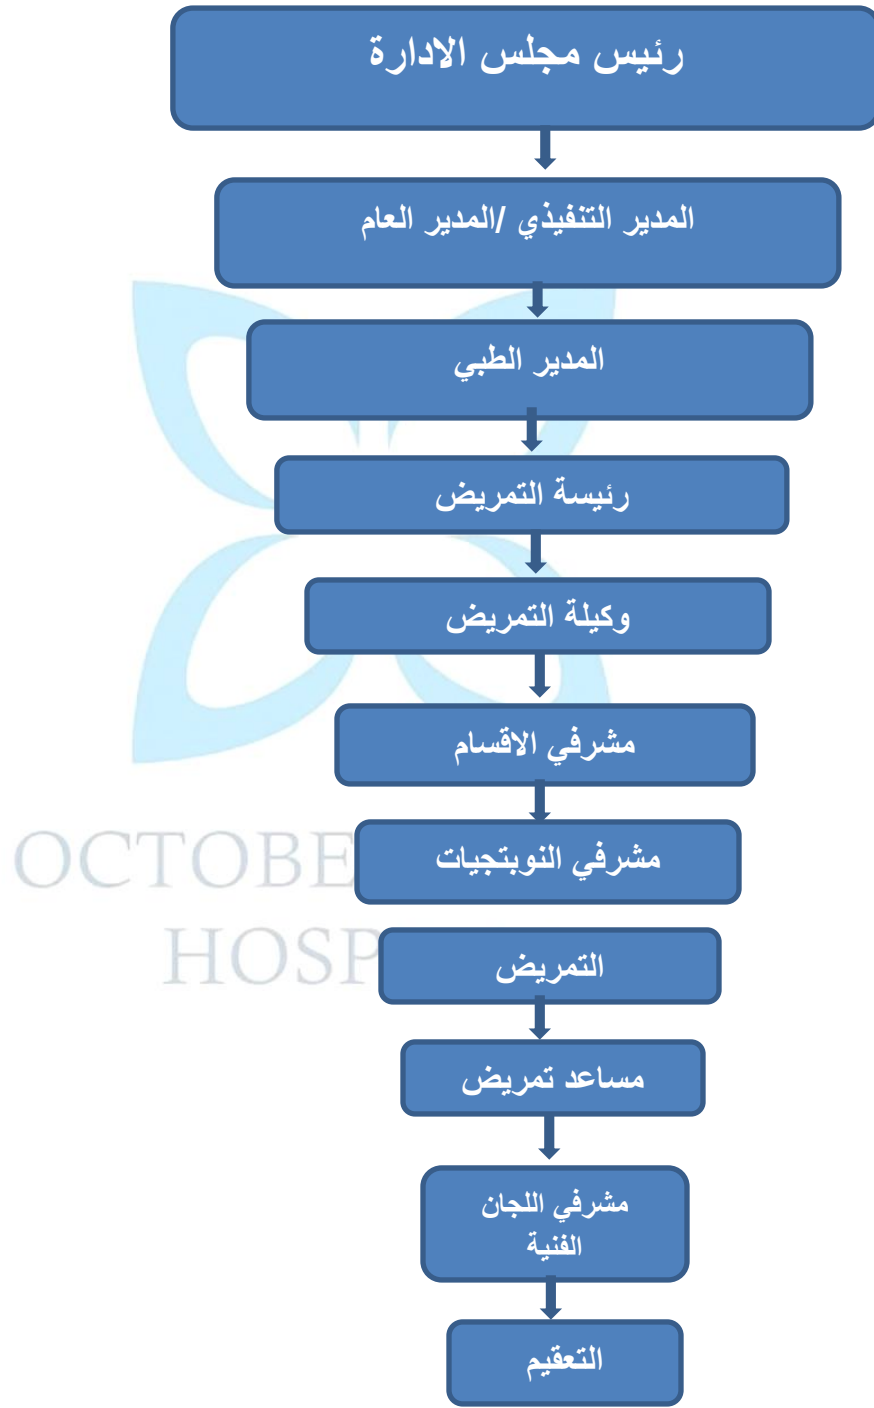 رئيس مجلس الادارة
المدير التنفيذي /المدير العام
المدير الطبي
رئيسة التمريض
وكيلة التمريض
مشرفي الاقسام
OCTOBE
مشرفي النوبتجيات
HOSP
التمريض
مساعد تمريض
مشرفي اللجان
الفنية
التعقيم